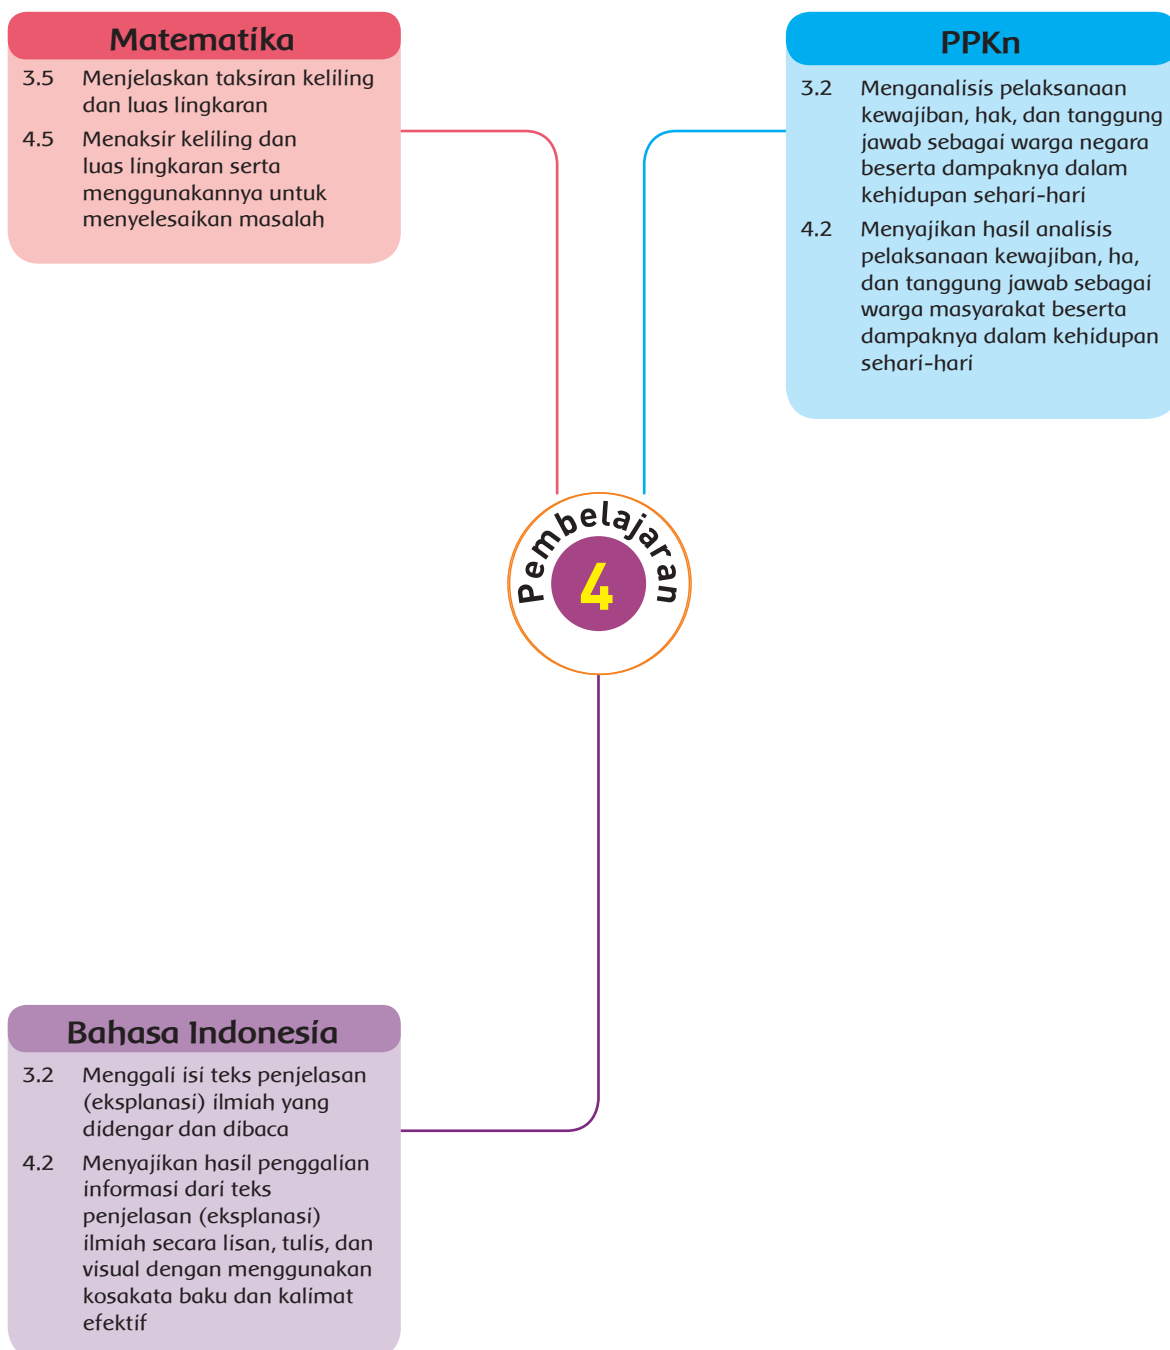 Matematika
3.5 Menjelaskan taksiran keliling
dan luas lingkaran
4.5 Menaksir keliling dan
luas lingkaran serta
menggunakannya untuk
menyelesaikan masalah
PPKn
3.2 Menganalisis pelaksanaan
kewajiban, hak, dan tanggung
jawab sebagai warga negara
beserta dampaknya dalam
kehidupan sehari-hari
4.2 Menyajikan hasil analisis
pelaksanaan kewajiban, ha,
dan tanggung jawab sebagai
warga masyarakat beserta
dampaknya dalam kehidupan
sehari-hari
Pembelajaran
4
Bahasa Indonesia
3.2 Menggali isi teks penjelasan
(eksplanasi) ilmiah yang
didengar dan dibaca
4.2 Menyajikan hasil penggalian
informasi dari teks
penjelasan (eksplanasi)
ilmiah secara lisan, tulis, dan
visual dengan menggunakan
kosakata baku dan kalimat
efektif